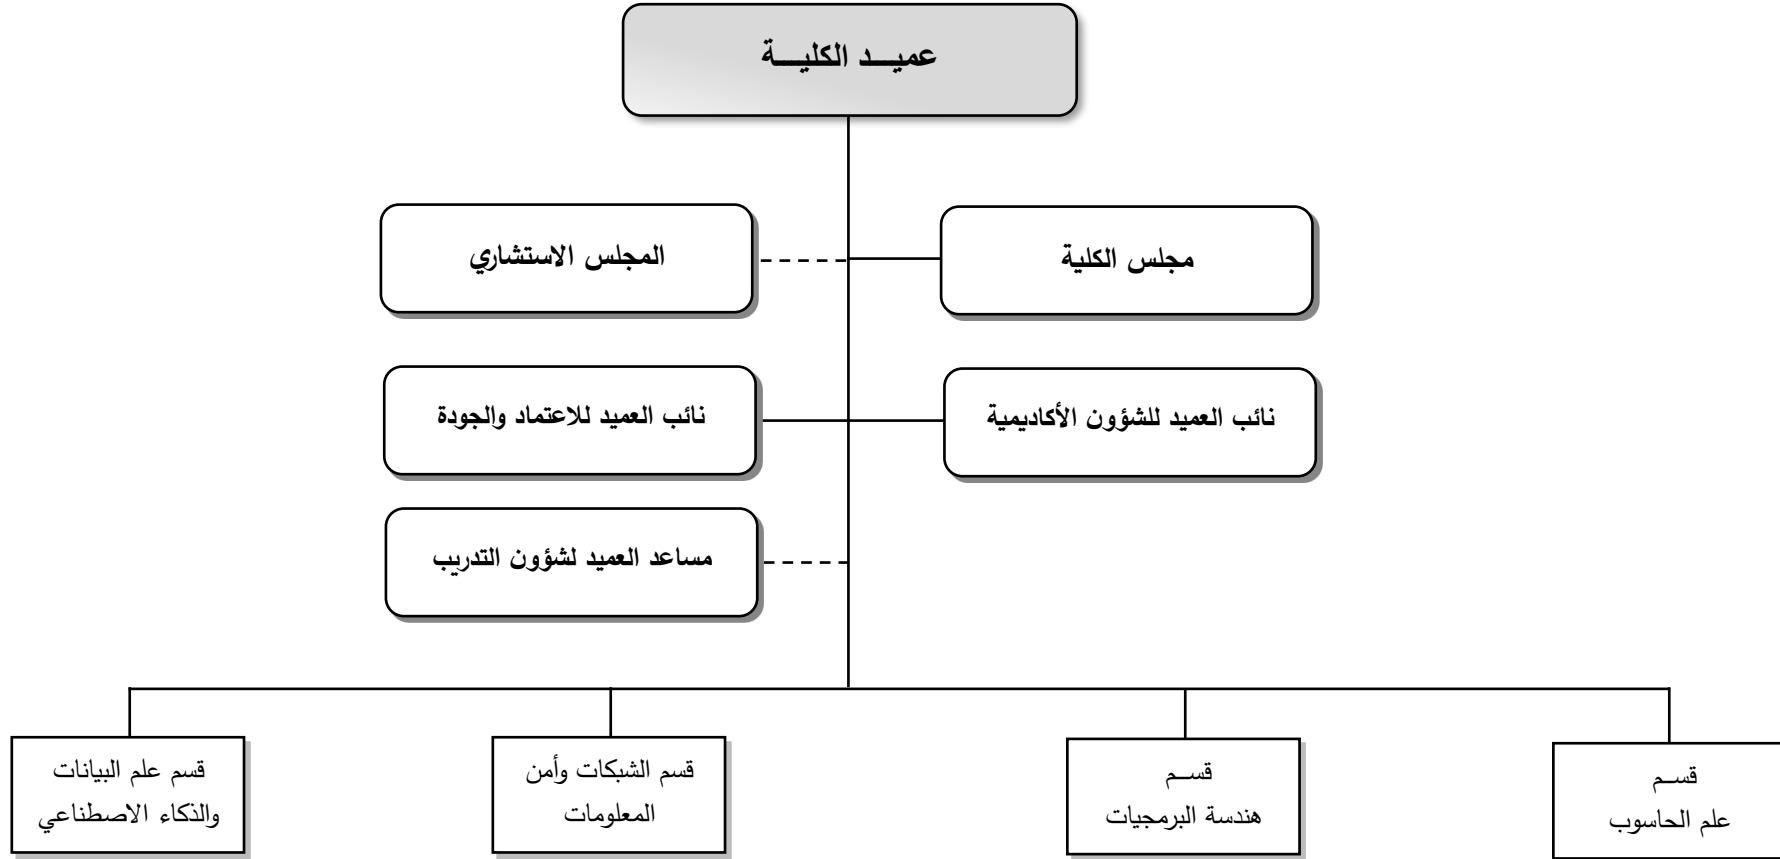 عميـــد الكليـــة
مجلس الكلية
المجلس الاستشاري
نائب العميد للشؤون الأكاديمية
نائب العميد للاعتماد والجودة
مساعد العميد لشؤون التدريب
قســم
علم الحاسوب
قســم
هندسة البرمجيات
قسم الشبكات وأمن
المعلومات
قسم علم البيانات
والذكاء الاصطناعي